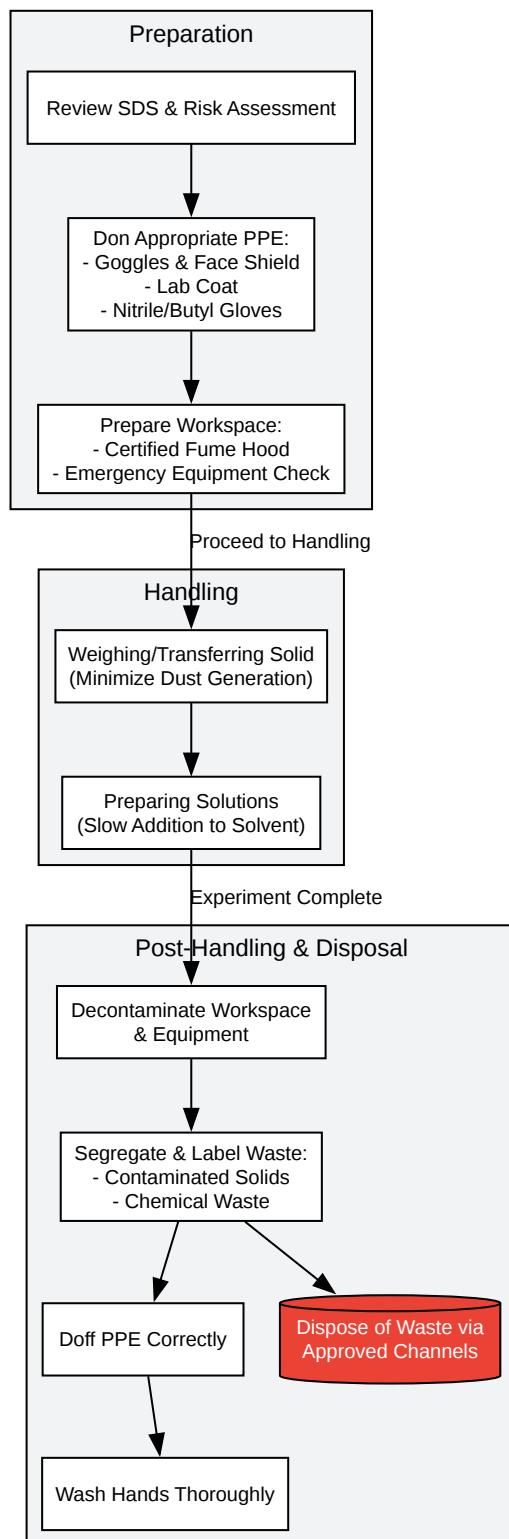 Preparation
Review SDS & Risk Assessment
Don Appropriate PPE:
- Goggles & Face Shield
- Lab Coat
- Nitrile/Butyl Gloves
Prepare Workspace:
- Certified Fume Hood
- Emergency Equipment Check
Proceed to Handling
Handling
Weighing/Transferring Solid
(Minimize Dust Generation)
Preparing Solutions
(Slow Addition to Solvent)
Experiment Complete
Post-Handling & Disposal
Decontaminate Workspace
& Equipment
Segregate & Label Waste:
- Contaminated Solids
- Chemical Waste
Doff PPE Correctly
Dispose of Waste via
Approved Channels
Wash Hands Thoroughly